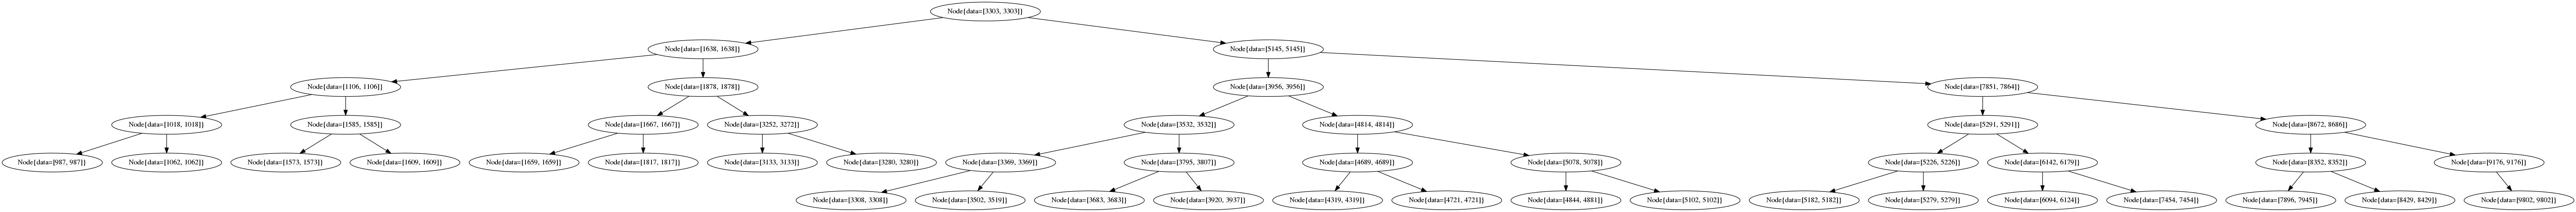 Node{data=[3303, 3303]}
Node{data=[1638, 1638]}
Node{data=[5145, 5145]}
Node{data=[1106, 1106]}
Node{data=[1878, 1878]}
Node{data=[3956, 3956]}
Node{data=[7851, 7864]}
Node{data=[1018, 1018]}
Node{data=[1585, 1585]}
Node{data=[1667, 1667]}
Node{data=[3252, 3272]}
Node{data=[3532, 3532]}
Node{data=[4814, 4814]}
Node{data=[5291, 5291]}
Node{data=[8672, 8686]}
Node{data=[987, 987]}
Node{data=[1062, 1062]}
Node{data=[1573, 1573]}
Node{data=[1609, 1609]}
Node{data=[1659, 1659]}
Node{data=[1817, 1817]}
Node{data=[3133, 3133]}
Node{data=[3280, 3280]}
Node{data=[3369, 3369]}
Node{data=[3795, 3807]}
Node{data=[4689, 4689]}
Node{data=[5078, 5078]}
Node{data=[5226, 5226]}
Node{data=[6142, 6179]}
Node{data=[8352, 8352]}
Node{data=[9176, 9176]}
Node{data=[3308, 3308]}
Node{data=[3502, 3519]}
Node{data=[3683, 3683]}
Node{data=[3920, 3937]}
Node{data=[4319, 4319]}
Node{data=[4721, 4721]}
Node{data=[4844, 4881]}
Node{data=[5102, 5102]}
Node{data=[5182, 5182]}
Node{data=[5279, 5279]}
Node{data=[6094, 6124]}
Node{data=[7454, 7454]}
Node{data=[7896, 7945]}
Node{data=[8429, 8429]}
Node{data=[9802, 9802]}